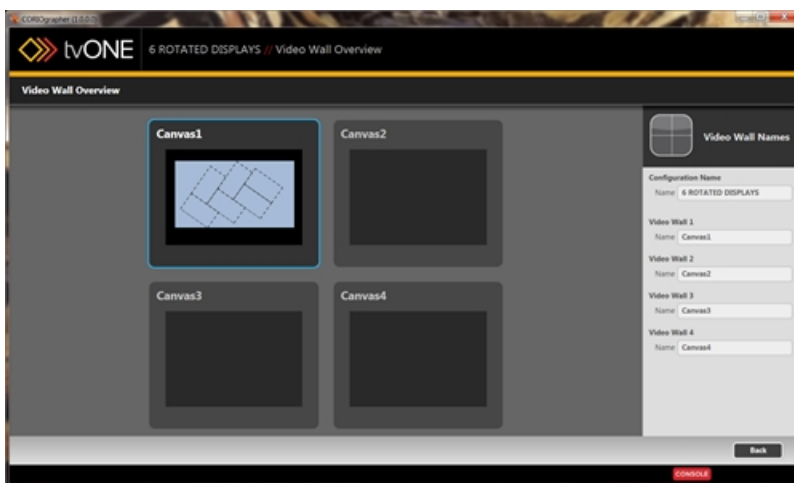 CORIOgrapher (1.0.0.7)
tvONE
6 ROTATED DISPLAYS // Video Wall Overview
Video Wall Overview
Canvas1
Canvas2
Canvas3
Canvas4
Video Wall Names
Configuration Name
Name 6 ROTATED DISPLAYS
Video Wall 1
Name Canvas1
Video Wall 2
Name Canvas2
Video Wall 3
Name Canvas3
Video Wall 4
Name Canvas4
Back
CONSOLE